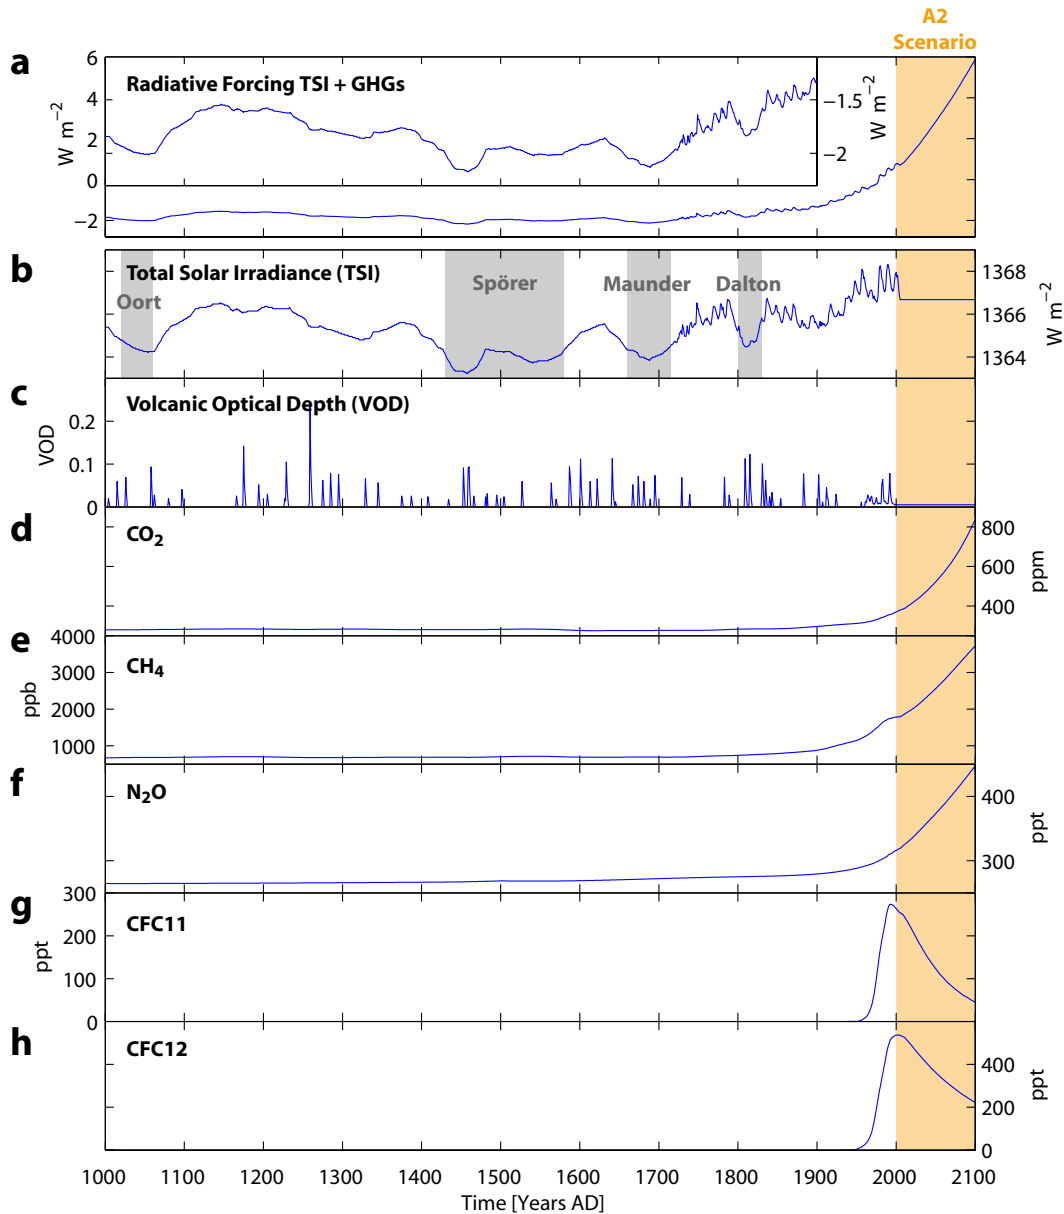 A2
Scenario
a
Radiative Forcing TSI + GHGs
6
4
2
0
−2
W m−2
−1.5
−2
W m−2
b
Total Solar Irradiance (TSI)
Oort
Spörer
Maunder
Dalton
1368
1366
1364
W m−2
c
Volcanic Optical Depth (VOD)
0.2
0.1
0
VOD
d
CO2
800
600
400
ppm
e
CH4
4000
3000
2000
1000
ppb
f
N2O
400
300
ppt
g
CFC11
300
200
100
0
ppt
h
CFC12
400
200
0
ppt
1000 1100 1200 1300 1400 1500 1600 1700 1800 1900 2000 2100
Time [Years AD]